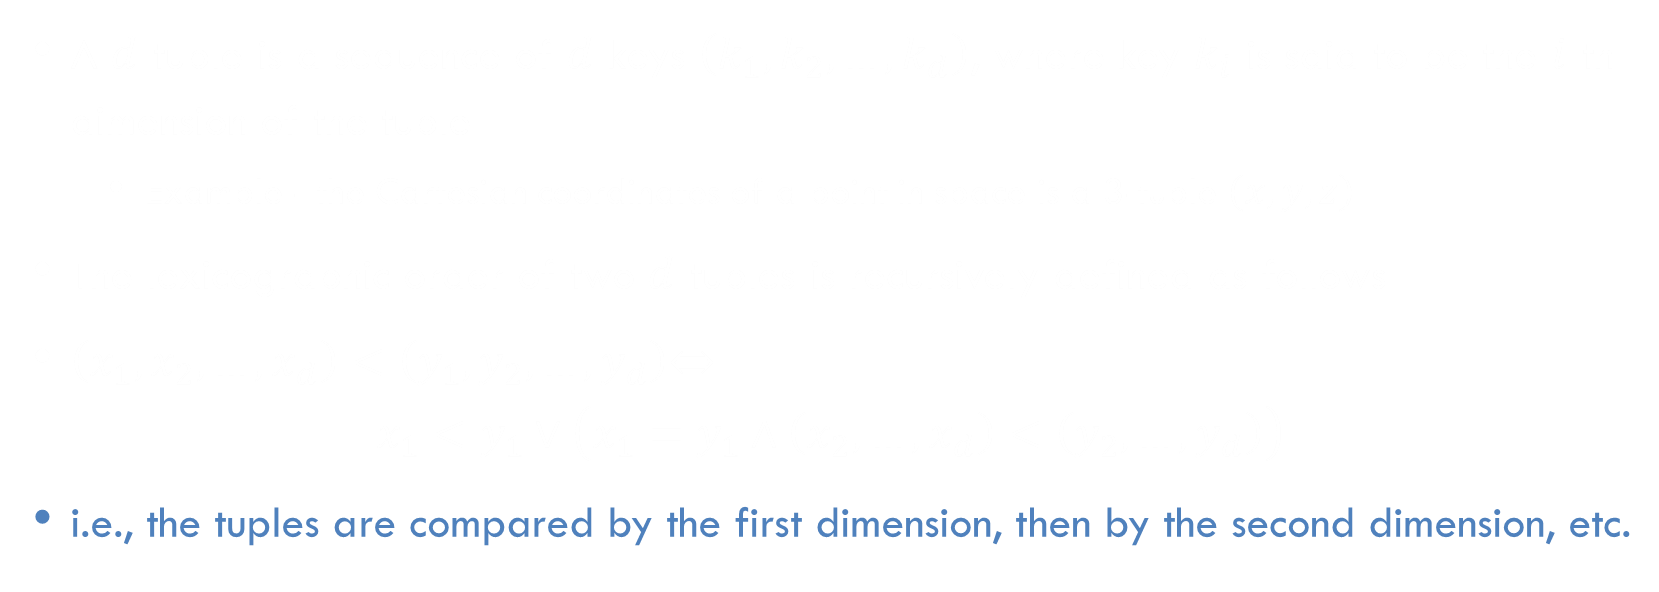 • i.e., the tuples are compared by the first dimension, then by the second dimension, etc.